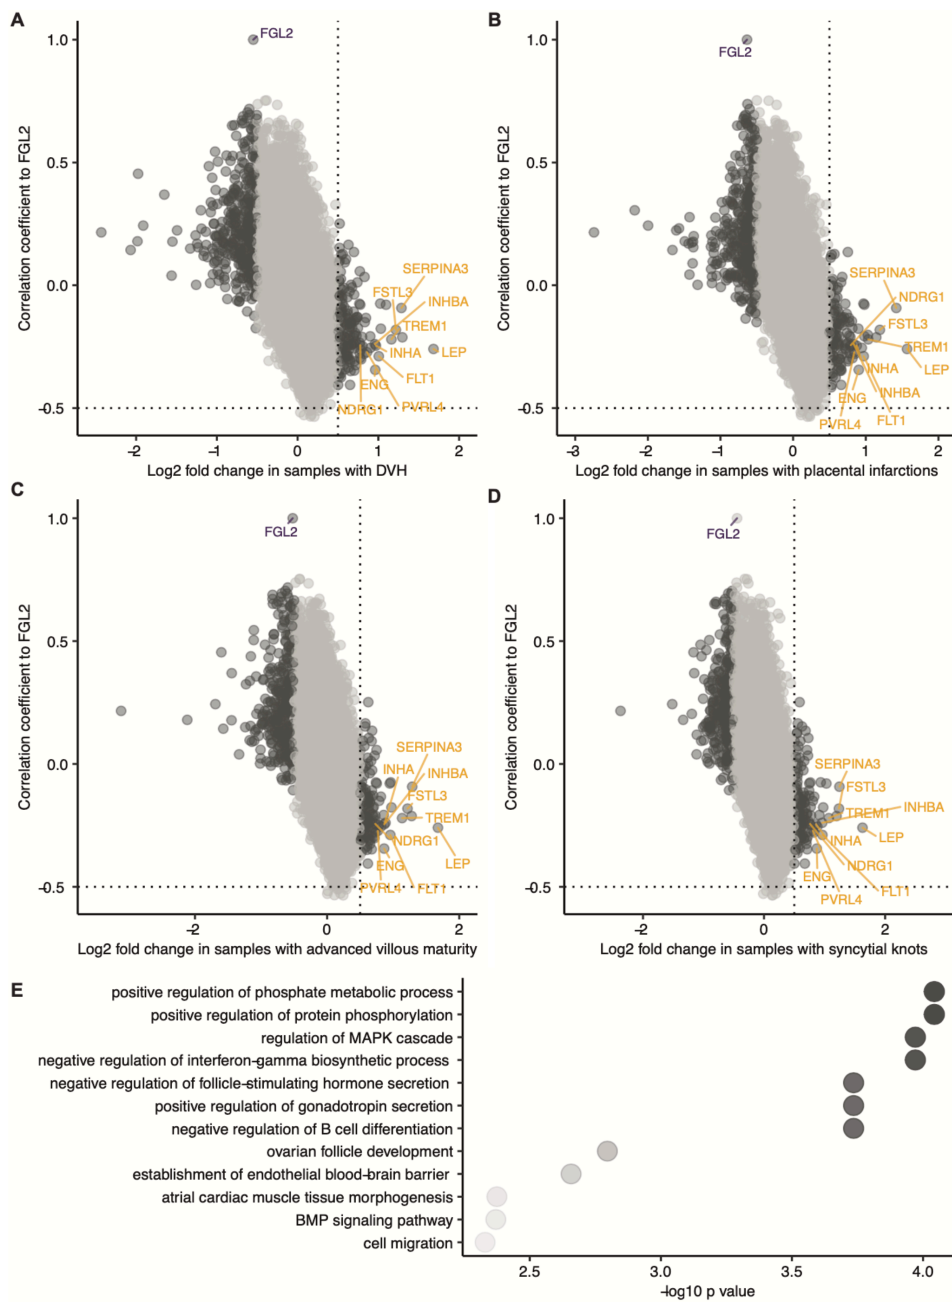 A
1.0
0.5
0.0
−0.5
Correlation coefficient to FGL2
FGL2
SERPINA3
FSTL3
INHBA
TREM1
INHA
LEP
FLT1
ENG
NDRG1
PVRL4
−2
−1
0
1
2
Log2 fold change in samples with DVH
B
1.0
0.5
0.0
−0.5
Correlation coefficient to FGL2
FGL2
SERPINA3
NDRG1
FSTL3
TREM1
INHA
LEP
ENG
INHBA
PVRL4
FLT1
−3
−2
−1
0
1
2
Log2 fold change in samples with placental infarctions
C
1.0
0.5
0.0
−0.5
Correlation coefficient to FGL2
FGL2
SERPINA3
INHA
INHBA
FSTL3
TREM1
NDRG1
LEP
ENG
PVRL4
FLT1
−2
0
2
Log2 fold change in samples with advanced villous maturity
D
1.0
0.5
0.0
−0.5
Correlation coefficient to FGL2
FGL2
SERPINA3
FSTL3
INHBA
TREM1
LEP
INHA
NDRG1
ENG
FLT1
PVRL4
−2
0
2
Log2 fold change in samples with syncytial knots
E
positive regulation of phosphate metabolic process
positive regulation of protein phosphorylation
regulation of MAPK cascade
negative regulation of interferon−gamma biosynthetic process
negative regulation of follicle−stimulating hormone secretion
positive regulation of gonadotropin secretion
negative regulation of B cell differentiation
ovarian follicle development
establishment of endothelial blood−brain barrier
atrial cardiac muscle tissue morphogenesis
BMP signaling pathway
cell migration
2.5
3.0
3.5
4.0
−log10 p value